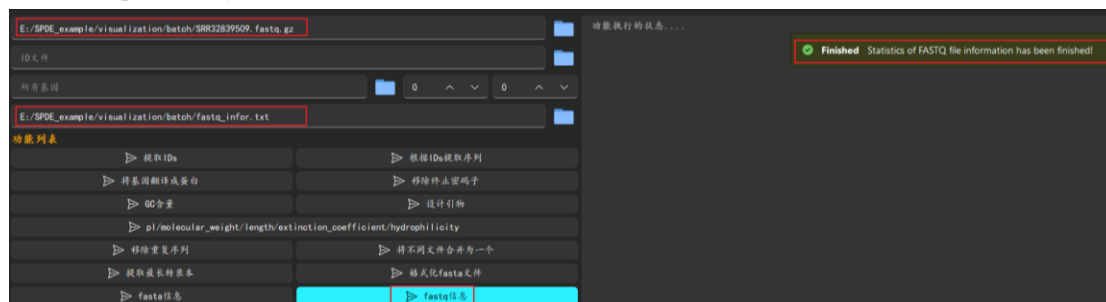 E:/SPDE_example/visualization/batch/SRR32839509.fastq.gz
功能执行的状态....
Finished Statistics of FASTQ file information has been finished!
ID文件
所有基因 0 0
E:/SPDE_example/visualization/batch/fastq_infor.txt
功能列表
提取IDs 根据IDs提取序列
将基因翻译成蛋白 移除终止密码子
GC含量 设计引物
pl/molecular_weight/length/extinction_coefficient/hydrophilicity
移除重复序列 将不同文件合并为一个
提取最长转录本 格式化fasta文件
fasta信息 fastq信息